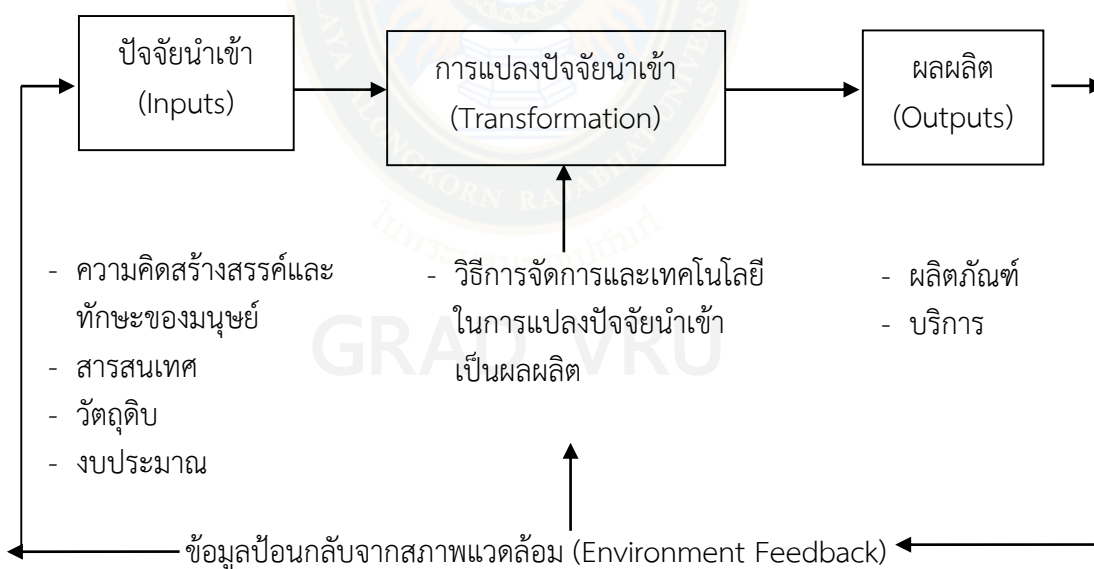 ปัจจัยนำเข้า
(Inputs)
การแปลงปัจจัยนำเข้า
(Transformation)
ผลผลิต
(Outputs)
- ความคิดสร้างสรรค์และ
ทักษะของมนุษย์
- สารสนเทศ
- วัตถุดิบ
- งบประมาณ
- วิธีการจัดการและเทคโนโลยี
ในการแปลงปัจจัยนำเข้า
เป็นผลผลิต
- ผลิตภัณฑ์
- บริการ
ข้อมูลป้อนกลับจากสภาพแวดล้อม (Environment Feedback)
GRAD VRU